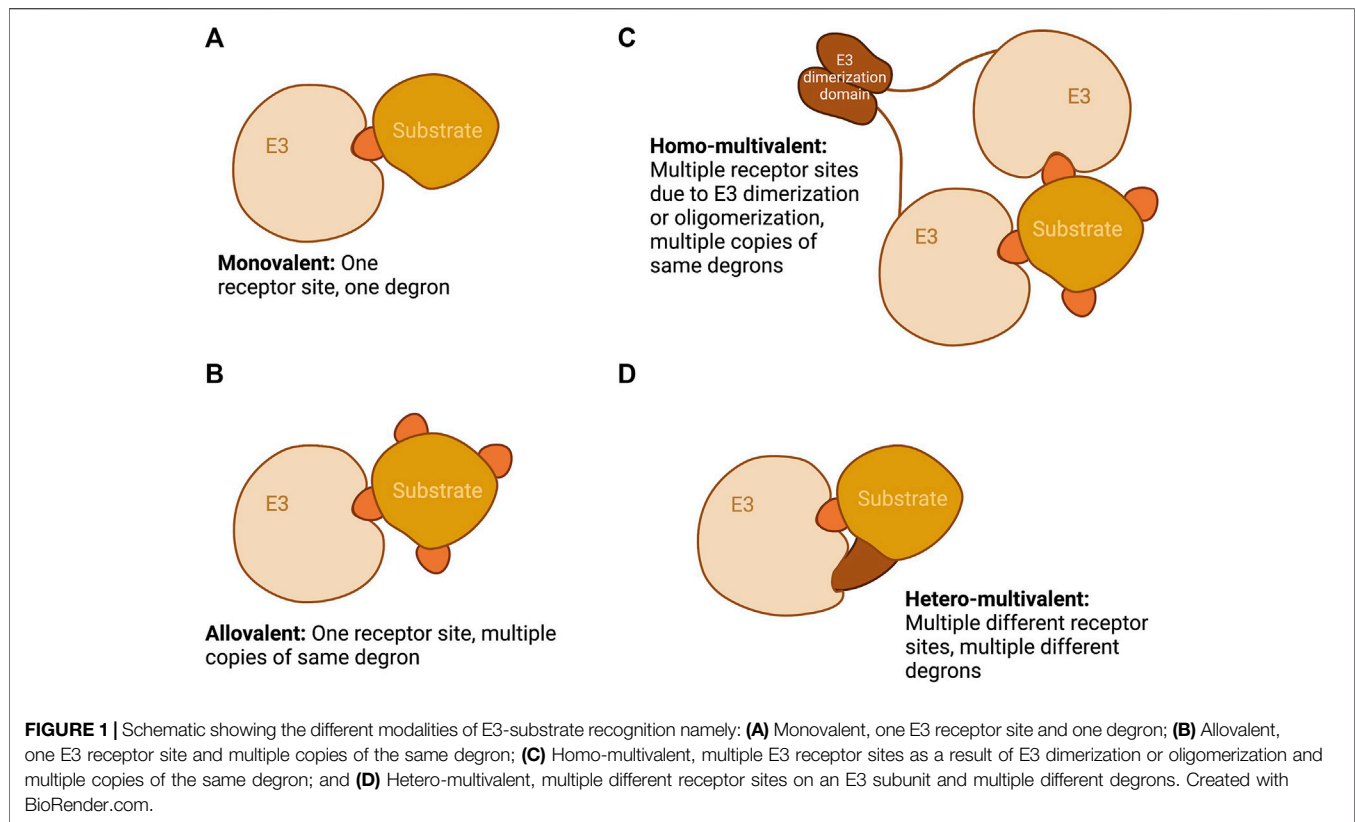 A
E3
Substrate
Monovalent: One
receptor site, one degron
B
E3
Substrate
Allovalent: One receptor site, multiple
copies of same degron
C
E3
dimerization
domain
E3
Homo-multivalent:
Multiple receptor sites
due to E3 dimerization
or oligomerization,
multiple copies of
same degrons
E3
Substrate
D
E3
Substrate
Hetero-multivalent:
Multiple different receptor
sites, multiple different
degrons
FIGURE 1 | Schematic showing the different modalities of E3-substrate recognition namely: (A) Monovalent, one E3 receptor site and one degron; (B) Allovalent,
one E3 receptor site and multiple copies of the same degron; (C) Homo-multivalent, multiple E3 receptor sites as a result of E3 dimerization or oligomerization and
multiple copies of the same degron; and (D) Hetero-multivalent, multiple different receptor sites on an E3 subunit and multiple different degrons. Created with
BioRender.com.